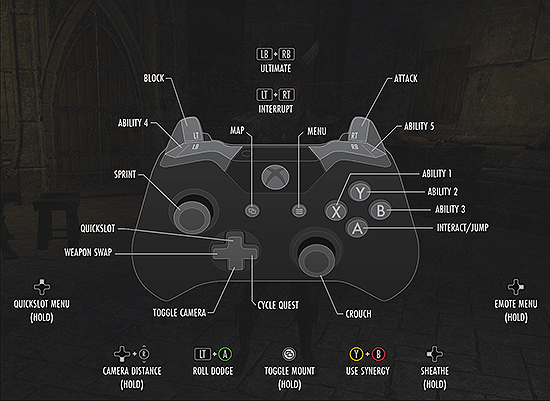 LB + RB
ULTIMATE
BLOCK
ATTACK
LT + RT
INTERRUPT
ABILITY 4
LT
LB
MAP
MENU
RT
RB
ABILITY 5
SPRINT
ABILITY 1
Y
ABILITY 2
X
B
ABILITY 3
A
INTERACT/JUMP
QUICKSLOT
WEAPON SWAP
TOGGLE CAMERA
CYCLE QUEST
CROUCH
QUICKSLOT MENU
(HOLD)
EMOTE MENU
(HOLD)
+ R
CAMERA DISTANCE
(HOLD)
LT + A
ROLL DODGE
TOGGLE MOUNT
(HOLD)
Y + B
USE SYNERGY
SHEATHE
(HOLD)